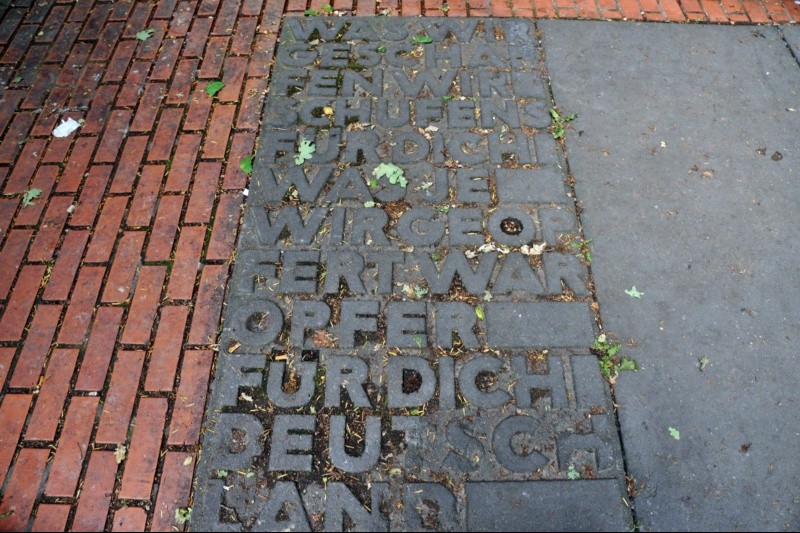 WAS WIR
GESCHAF
FEN WIR
SCHUFENS
FÜR DICH
WAS JE
WIR GEOP
FERT WAR
OPFER
FÜR DICH
DEUTSCH
LAND